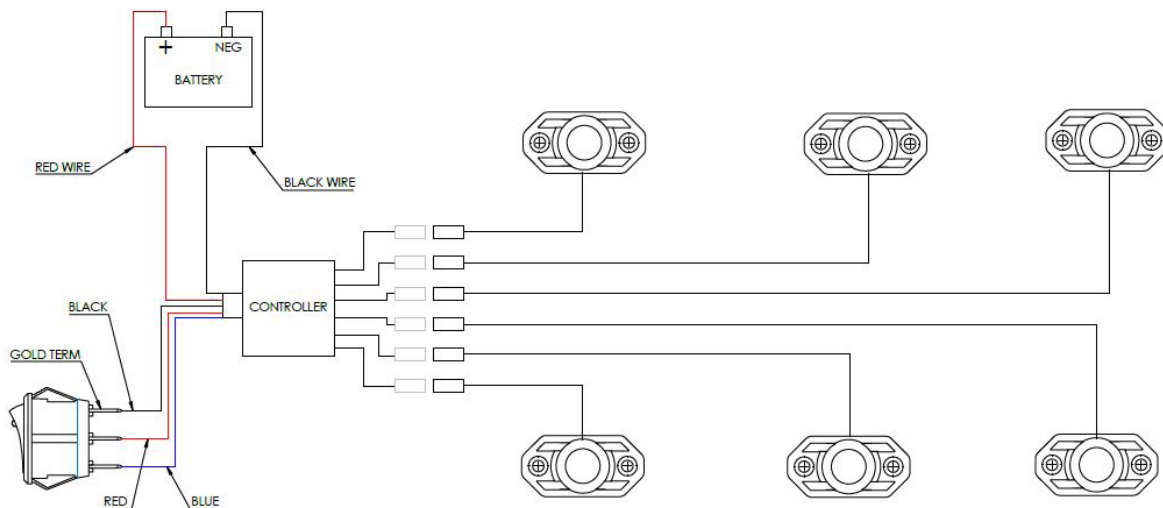 + NEG
BATTERY
RED WIRE
BLACK WIRE
CONTROLLER
BLACK
GOLD TERM
RED
BLUE